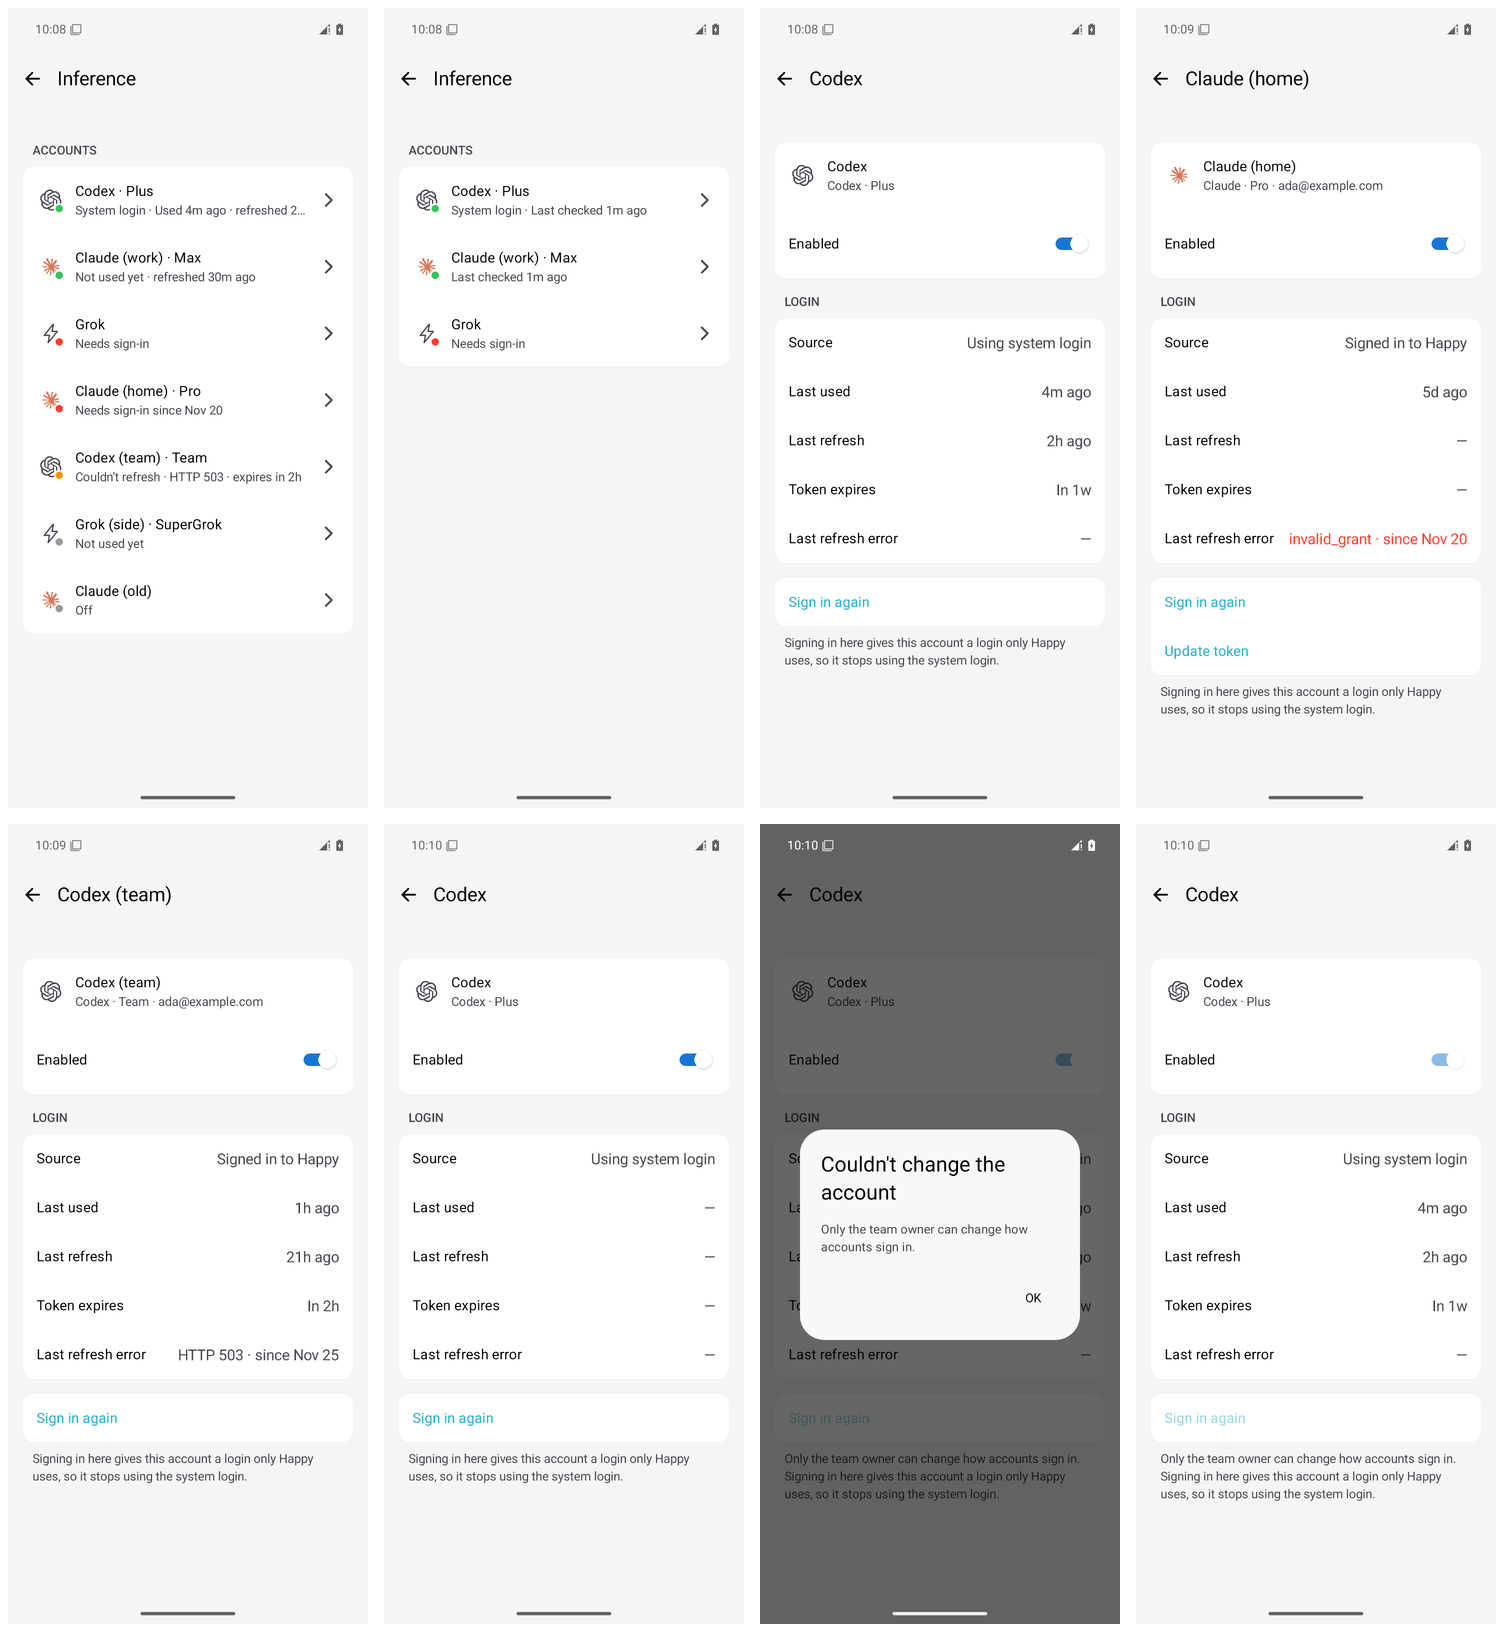 10:08
Inference
ACCOUNTS
Codex · Plus
System login · Used 4m ago · refreshed 2...
Claude (work) · Max
Not used yet · refreshed 30m ago
Grok
Needs sign-in
Claude (home) · Pro
Needs sign-in since Nov 20
Codex (team) · Team
Couldn't refresh · HTTP 503 · expires in 2h
Grok (side) · SuperGrok
Not used yet
Claude (old)
Off
10:08
Inference
ACCOUNTS
Codex · Plus
System login · Last checked 1m ago
Claude (work) · Max
Last checked 1m ago
Grok
Needs sign-in
10:08
Codex
Codex
Codex · Plus
Enabled
LOGIN
Source Using system login
Last used 4m ago
Last refresh 2h ago
Token expires In 1w
Last refresh error —
Sign in again
Signing in here gives this account a login only Happy
uses, so it stops using the system login.
10:09
Claude (home)
Claude (home)
Claude · Pro · ada@example.com
Enabled
LOGIN
Source Signed in to Happy
Last used 5d ago
Last refresh —
Token expires —
Last refresh error invalid_grant · since Nov 20
Sign in again
Update token
Signing in here gives this account a login only Happy
uses, so it stops using the system login.
10:09
Codex (team)
Codex (team)
Codex · Team · ada@example.com
Enabled
LOGIN
Source Signed in to Happy
Last used 1h ago
Last refresh 21h ago
Token expires In 2h
Last refresh error HTTP 503 · since Nov 25
Sign in again
Signing in here gives this account a login only Happy
uses, so it stops using the system login.
10:10
Codex
Codex
Codex · Plus
Enabled
LOGIN
Source Using system login
Last used —
Last refresh —
Token expires —
Last refresh error —
Sign in again
Signing in here gives this account a login only Happy
uses, so it stops using the system login.
10:10
Codex
Codex
Codex · Plus
Enabled
LOGIN
Couldn't change the
account
Only the team owner can change how
accounts sign in.
OK
Last refresh error —
Sign in again
Only the team owner can change how accounts sign in.
Signing in here gives this account a login only Happy
uses, so it stops using the system login.
10:10
Codex
Codex
Codex · Plus
Enabled
LOGIN
Source Using system login
Last used 4m ago
Last refresh 2h ago
Token expires In 1w
Last refresh error —
Sign in again
Only the team owner can change how accounts sign in.
Signing in here gives this account a login only Happy
uses, so it stops using the system login.